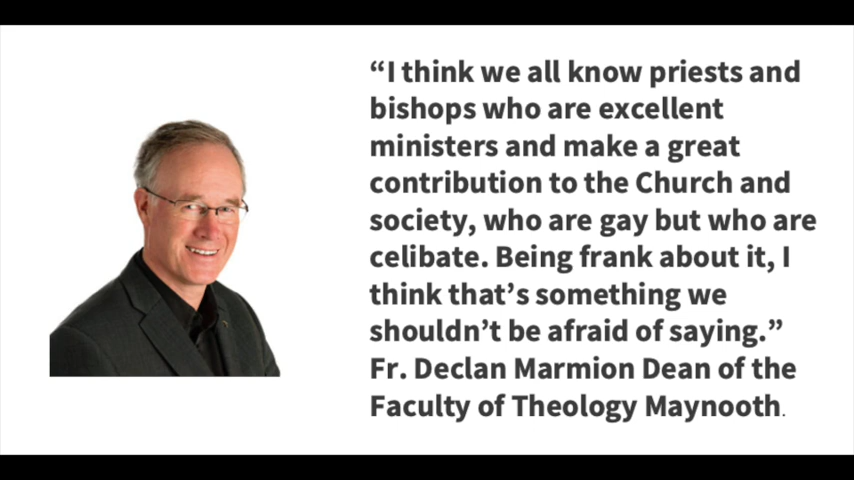 “I think we all know priests and
bishops who are excellent
ministers and make a great
contribution to the Church and
society, who are gay but who are
celibate. Being frank about it, I
think that’s something we
shouldn’t be afraid of saying.”
Fr. Declan Marmion Dean of the
Faculty of Theology Maynooth.